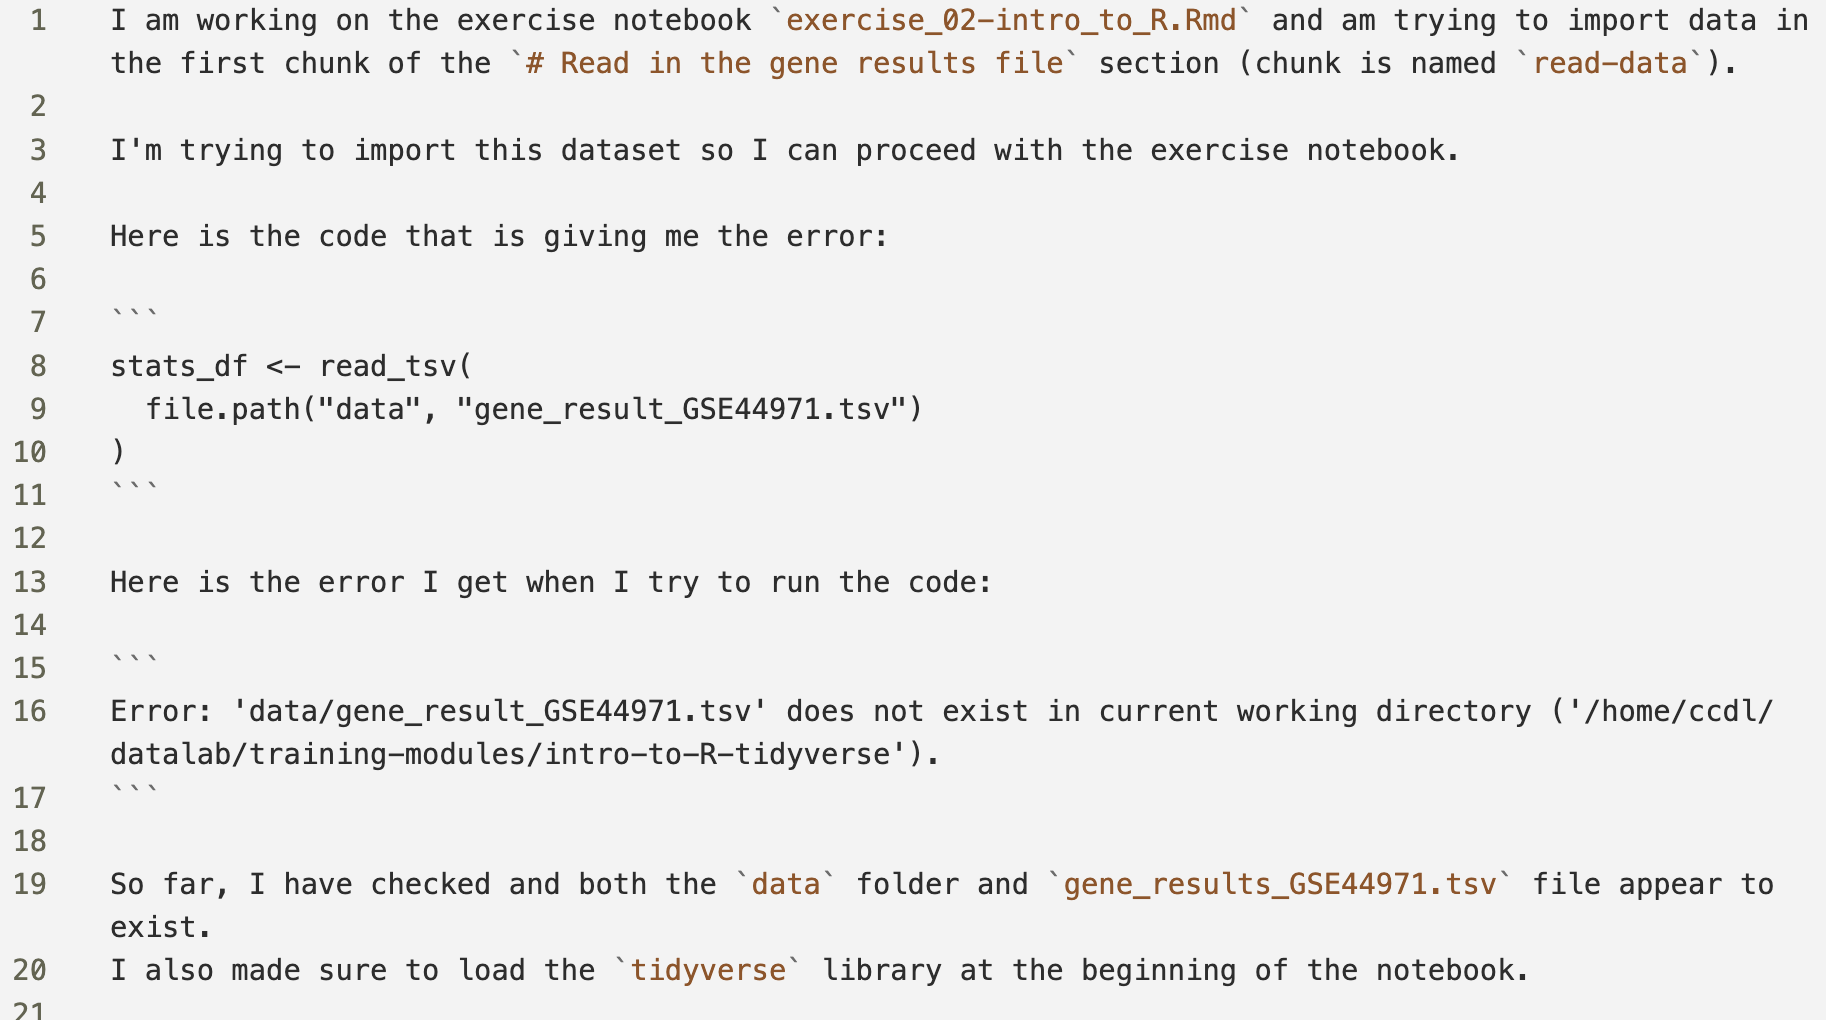 1 I am working on the exercise notebook `exercise_02-intro_to_R.Rmd` and am trying to import data in
the first chunk of the `# Read in the gene results file` section (chunk is named `read-data`).
2
3 I'm trying to import this dataset so I can proceed with the exercise notebook.
4
5 Here is the code that is giving me the error:
6
7 ```
8 stats_df <- read_tsv(
9   file.path("data", "gene_result_GSE44971.tsv")
10 )
11 ```
12
13 Here is the error I get when I try to run the code:
14
15 ```
16 Error: 'data/gene_result_GSE44971.tsv' does not exist in current working directory ('/home/ccdl/
datalab/training-modules/intro-to-R-tidyverse').
17 ```
18
19 So far, I have checked and both the `data` folder and `gene_results_GSE44971.tsv` file appear to
exist.
20 I also made sure to load the `tidyverse` library at the beginning of the notebook.
21